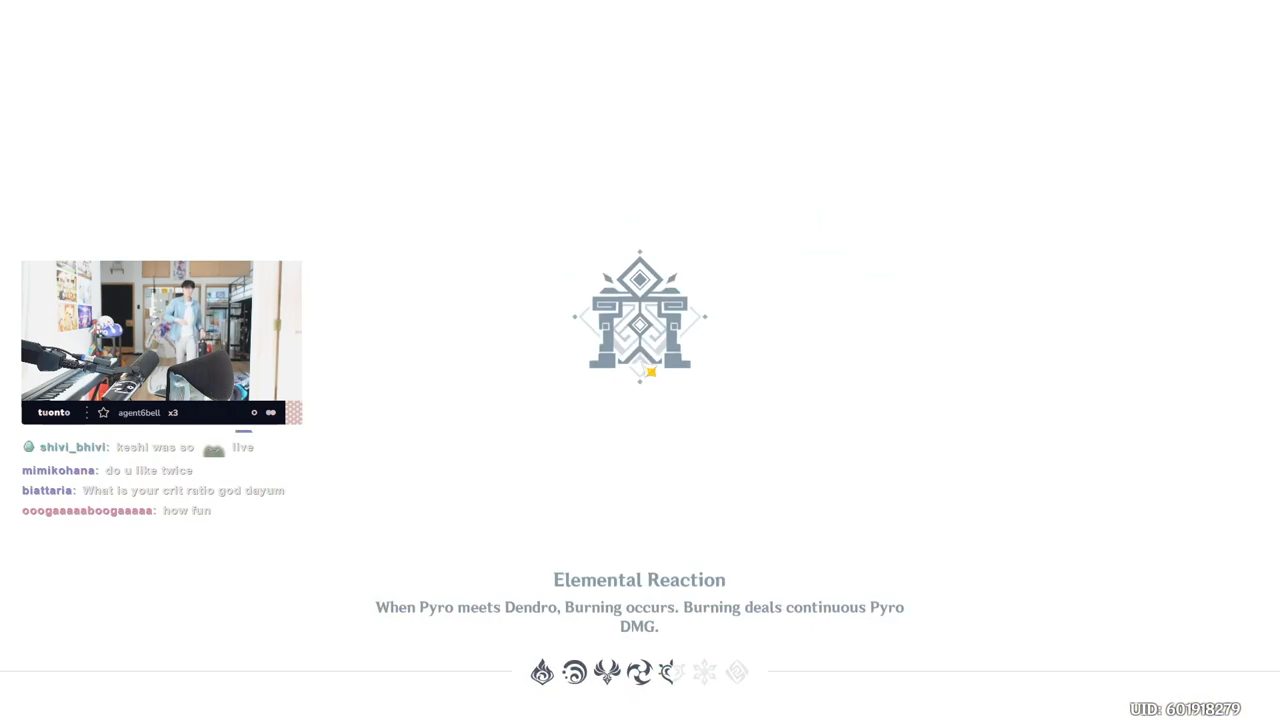 tuonto
agent6bell x3
shivi_bhivi: keshi was so live
mimikohana: do u like twice
biattaria: What is your crit ratio god dayum
ooogaaaaaboogaaaaa: how fun
Elemental Reaction
When Pyro meets Dendro, Burning occurs. Burning deals continuous Pyro
DMG.
UID: 601918279